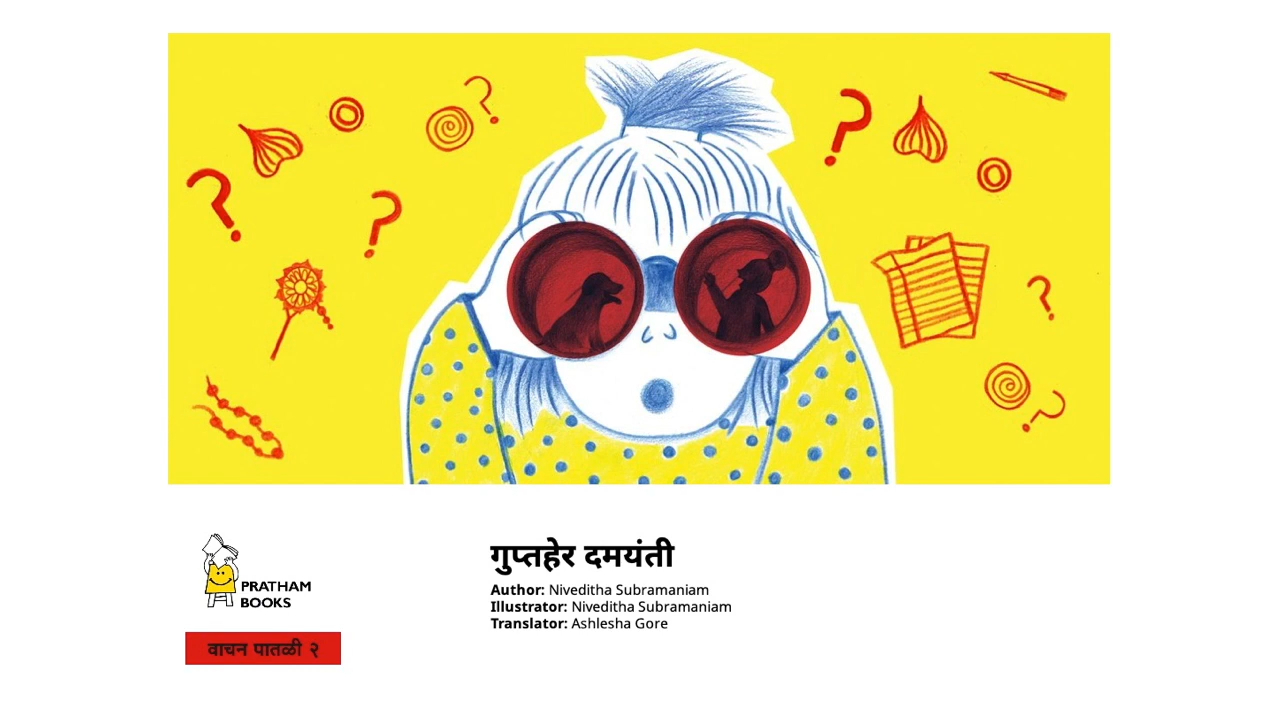 PRATHAM
BOOKS
वाचन पातळी २
गुप्तहेर दमयंती
Author: Niveditha Subramaniam
Illustrator: Niveditha Subramaniam
Translator: Ashlesha Gore